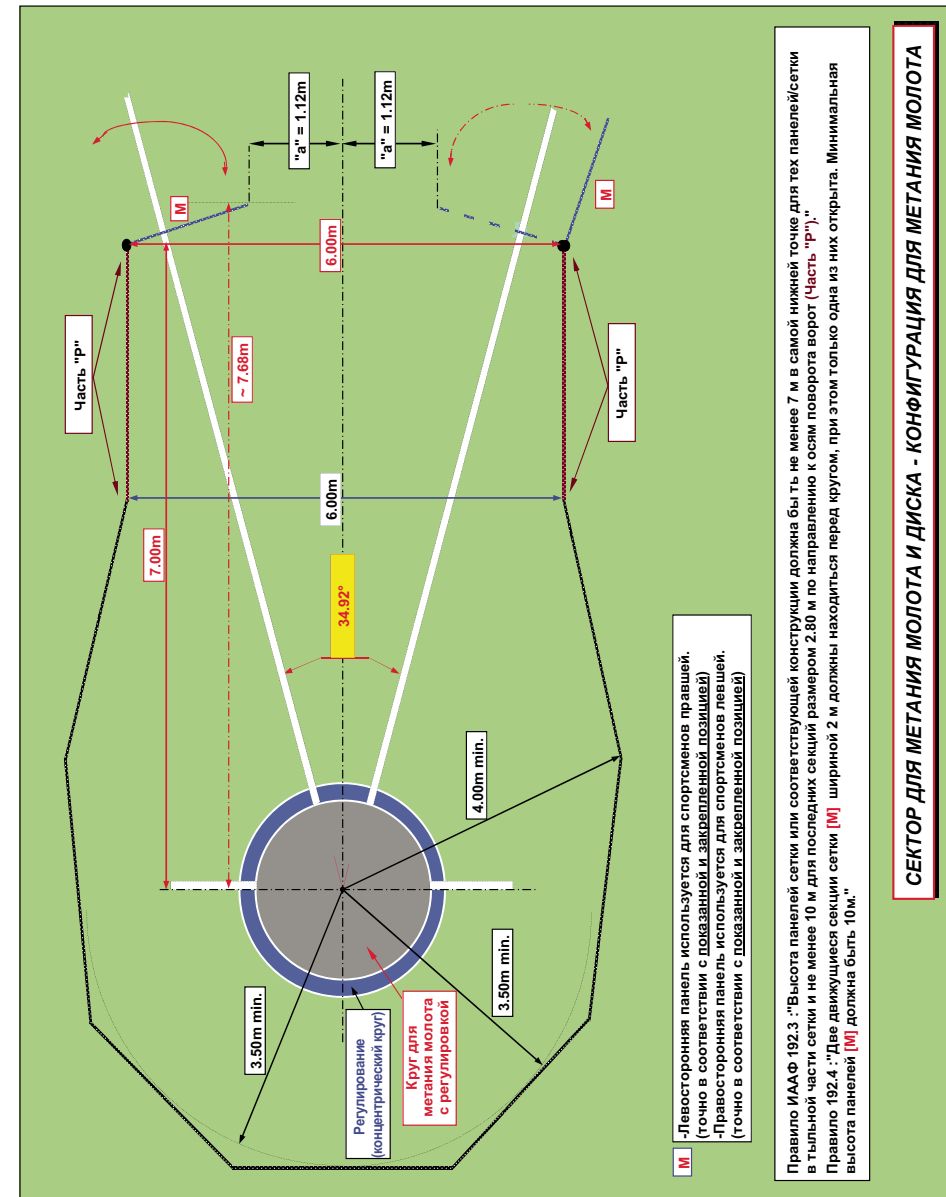 "a" = 1.12m
"a" = 1.12m
M
M
6.00m
Часть "Р"
Часть "Р"
~ 7.68m
7.00m
6.00m
34.92°
4.00m min.
3.50m min.
3.50m min.
Регулирование
(концентрический круг)
Круг для
метания молота
с регулировкой
M
-Левосторонняя панель используется для спортсменов правшей.
(точно в соответствии с показанной и закрепленной позицией)
-Правосторонняя панель используется для спортсменов левшей.
(точно в соответствии с показанной и закрепленной позицией)
Правило ИААФ 192.3 :"Высота панелей сетки или соответствующей конструкции должна бы ть не менее 7 м в самой нижней точке для тех панелей/сетки
в тыльной части сетки и не менее 10 м для последних секций размером 2.80 м по направлению к осям поворота ворот (Часть "Р")."
Правило 192.4 :"Две движущиеся секции сетки [M] шириной 2 м должны находиться перед кругом, при этом только одна из них открыта. Минимальная
высота панелей [M] должна быть 10м."
СЕКТОР ДЛЯ МЕТАНИЯ МОЛОТА И ДИСКА - КОНФИГУРАЦИЯ ДЛЯ МЕТАНИЯ МОЛОТА